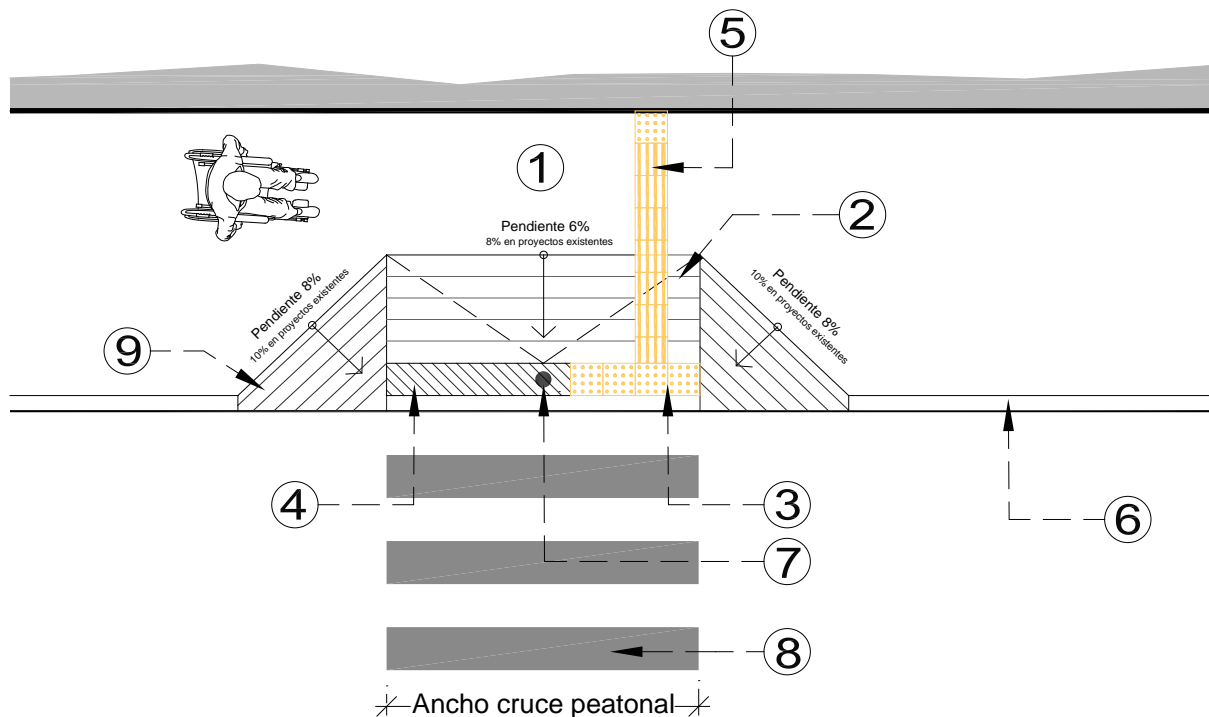 5
1
2
Pendiente 6%
8% en proyectos existentes
Pendiente 8%
10% en proyectos existentes
Pendiente 8%
10% en proyectos existentes
9
4
3
6
7
8
Ancho cruce peatonal